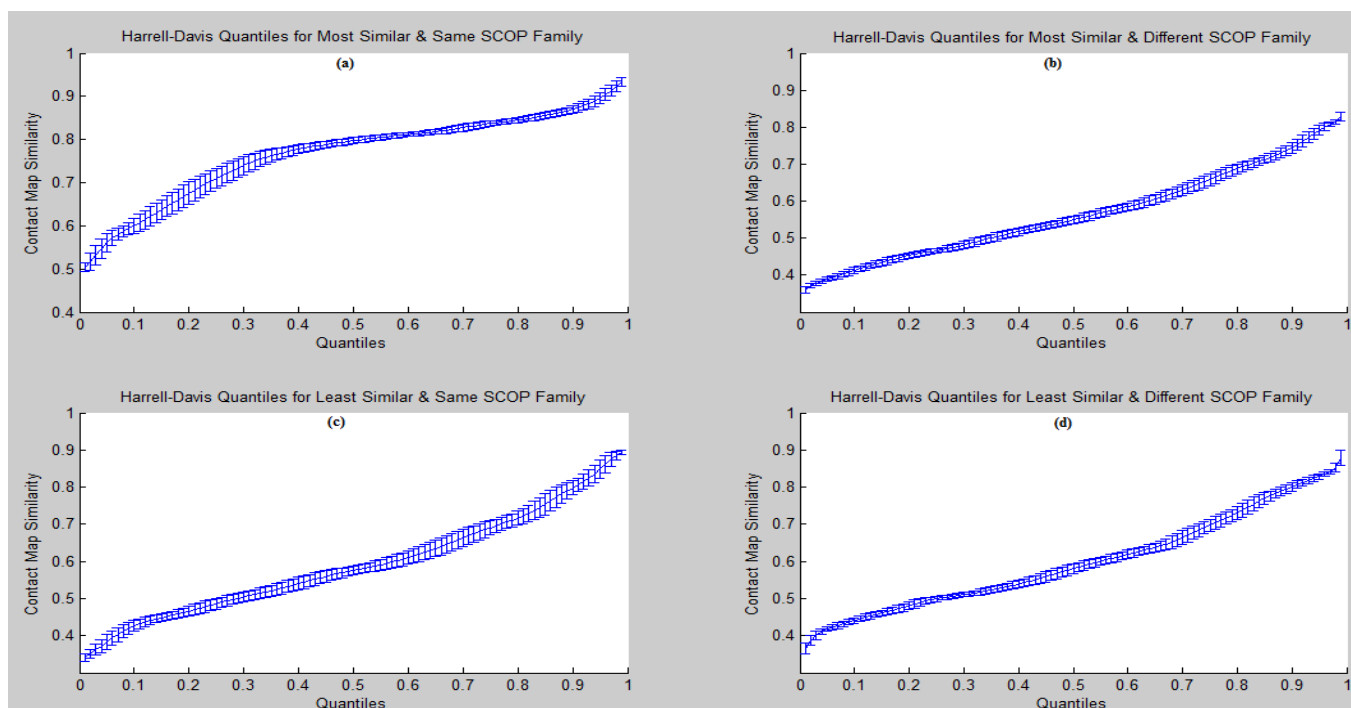 Harrell-Davis Quantiles for Most Similar & Same SCOP Family
(a)
Contact Map Similarity
1
0.9
0.8
0.7
0.6
0.5
0.4
0 0.1 0.2 0.3 0.4 0.5 0.6 0.7 0.8 0.9 1
Quantiles
Harrell-Davis Quantiles for Most Similar & Different SCOP Family
(b)
Contact Map Similarity
1
0.9
0.8
0.7
0.6
0.5
0.4
0 0.1 0.2 0.3 0.4 0.5 0.6 0.7 0.8 0.9 1
Quantiles
Harrell-Davis Quantiles for Least Similar & Same SCOP Family
(c)
Contact Map Similarity
1
0.9
0.8
0.7
0.6
0.5
0.4
0 0.1 0.2 0.3 0.4 0.5 0.6 0.7 0.8 0.9 1
Quantiles
Harrell-Davis Quantiles for Least Similar & Different SCOP Family
(d)
Contact Map Similarity
1
0.9
0.8
0.7
0.6
0.5
0.4
0 0.1 0.2 0.3 0.4 0.5 0.6 0.7 0.8 0.9 1
Quantiles